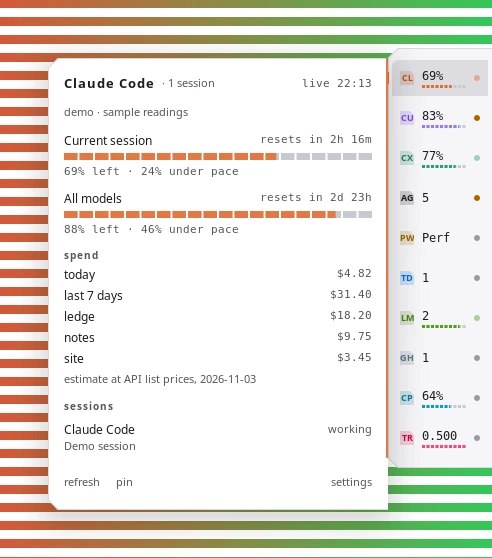 Claude Code · 1 session live 22:13
demo · sample readings
Current session resets in 2h 16m
69% left · 24% under pace
All models resets in 2d 23h
88% left · 46% under pace
spend
today $4.82
last 7 days $31.40
ledge $18.20
notes $9.75
site $3.45
estimate at API list prices, 2026-11-03
sessions
Claude Code working
Demo session
refresh pin settings
CL 69%
CU 83%
CX 77%
AG 5
PW Perf
TD 1
LM 2
GH 1
CP 64%
TR 0.500